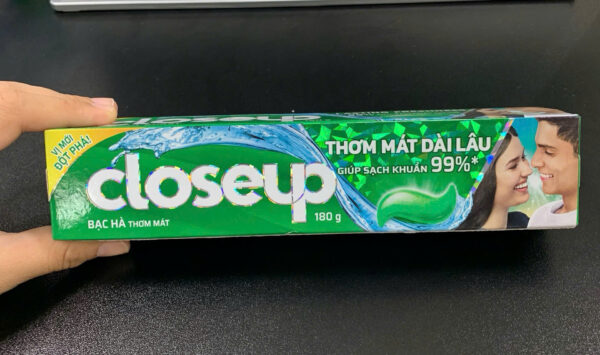 VỊ MỚI
ĐỘT PHÁ!
closeup
BẠC HÀ THƠM MÁT
180 g
THƠM MÁT DÀI LÂU
GIÚP SẠCH KHUẨN 99%*